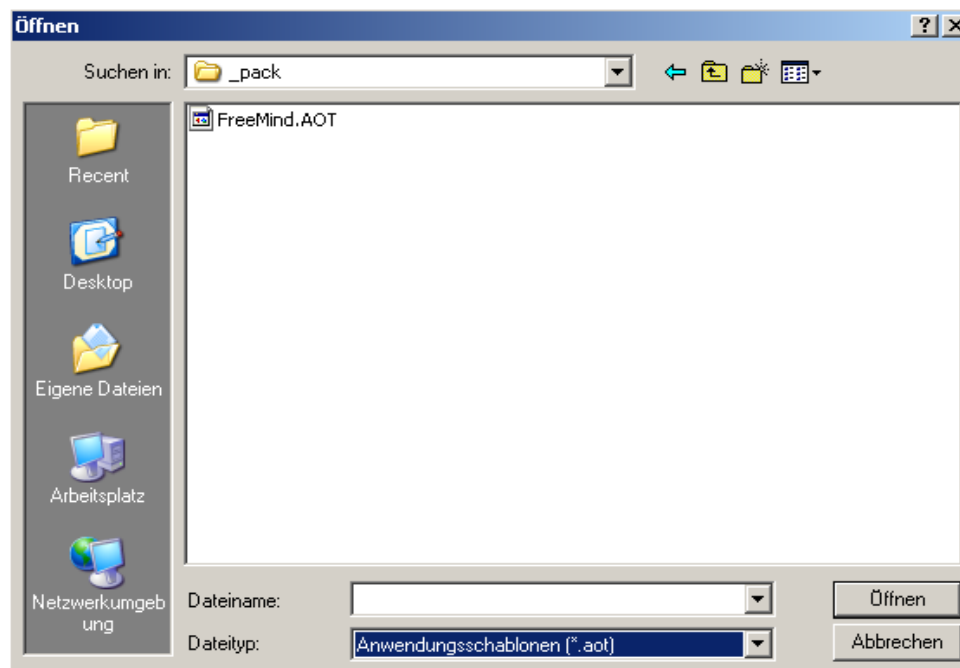 Öffnen
Suchen in:
_pack
FreeMind.AOT
Recent
Desktop
Eigene Dateien
Arbeitsplatz
Netzwerkumgeb
ung
Dateiname:
Öffnen
Dateityp:
Anwendungsschablonen (*.aot)
Abbrechen